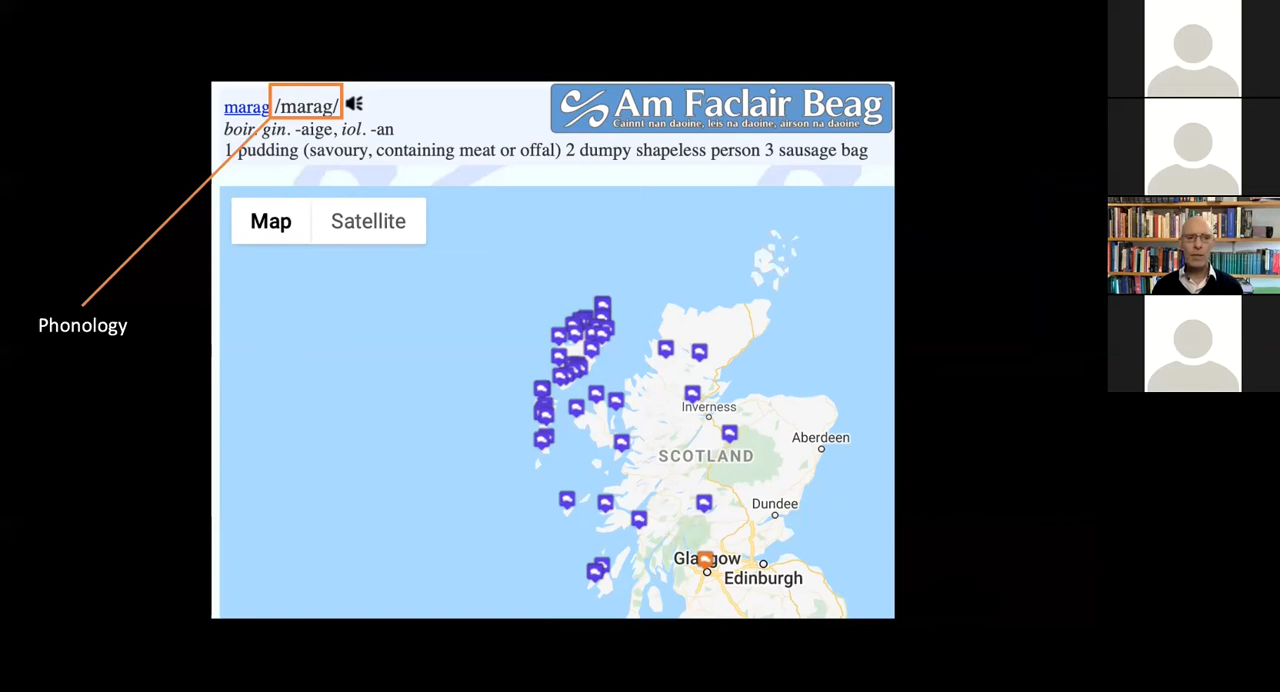 marag /marag/
Am Faclair Beag
Cainnt nan daoine, leis na daoine, airson na daoine
boir. gin. -aige, iol. -an
1 pudding (savoury, containing meat or offal) 2 dumpy shapeless person 3 sausage bag
Map Satellite
Phonology
Inverness
Aberdeen
SCOTLAND
Dundee
Glasgow
Edinburgh